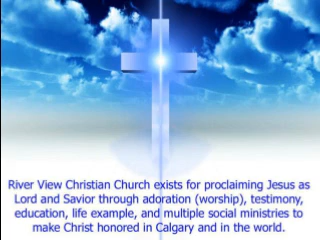 River View Christian Church exists for proclaiming Jesus as
Lord and Savior through adoration (worship), testimony,
education, life example, and multiple social ministries to
make Christ honored in Calgary and in the world.